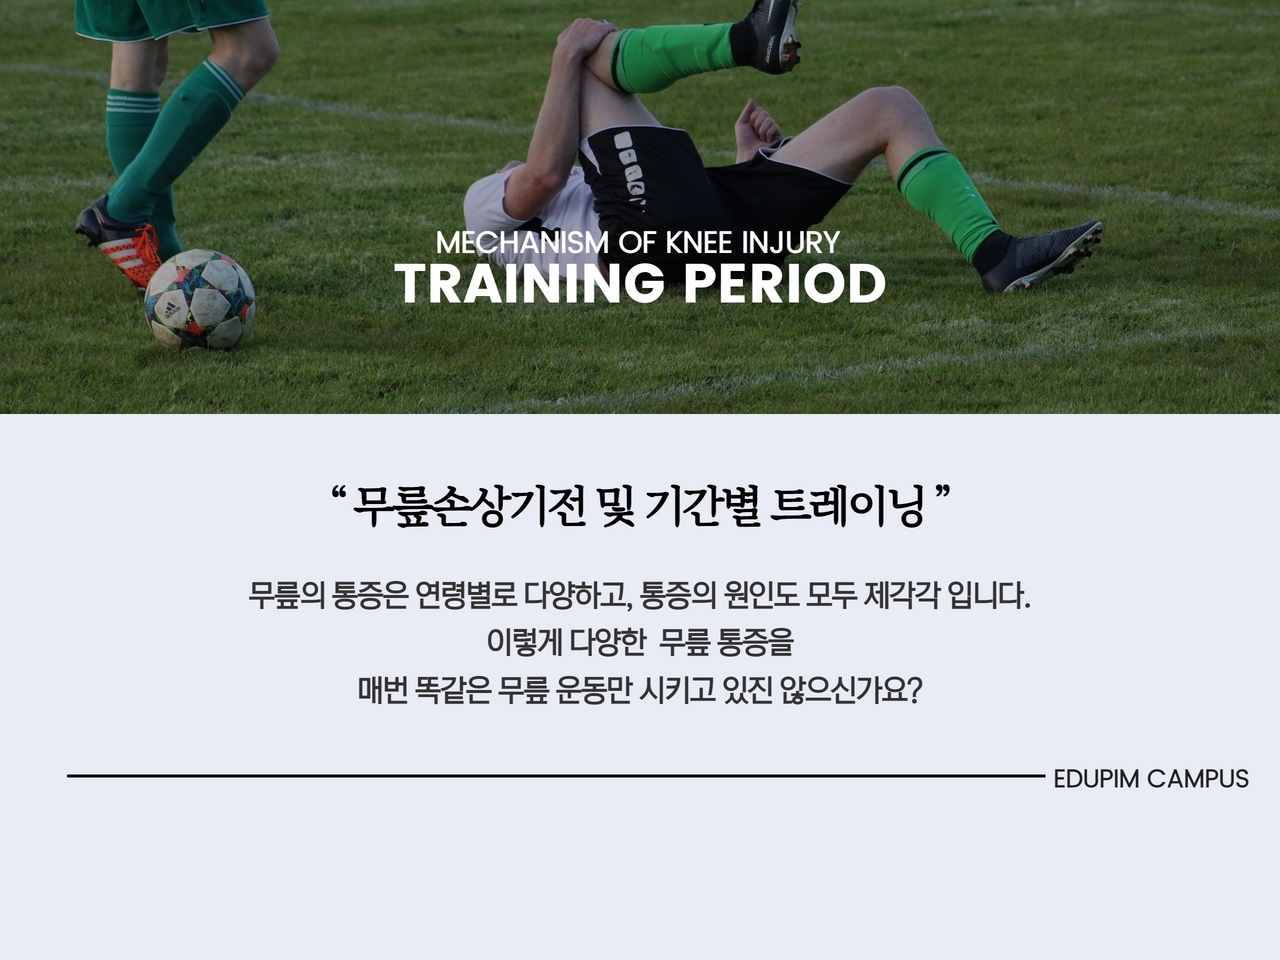 MECHANISM OF KNEE INJURY
TRAINING PERIOD
“ 무릎손상기전 및 기간별 트레이닝 ”
무릎의 통증은 연령별로 다양하고, 통증의 원인도 모두 제각각 입니다.
이렇게 다양한 무릎 통증을
매번 똑같은 무릎 운동만 시키고 있진 않으신가요?
EDUPIM CAMPUS